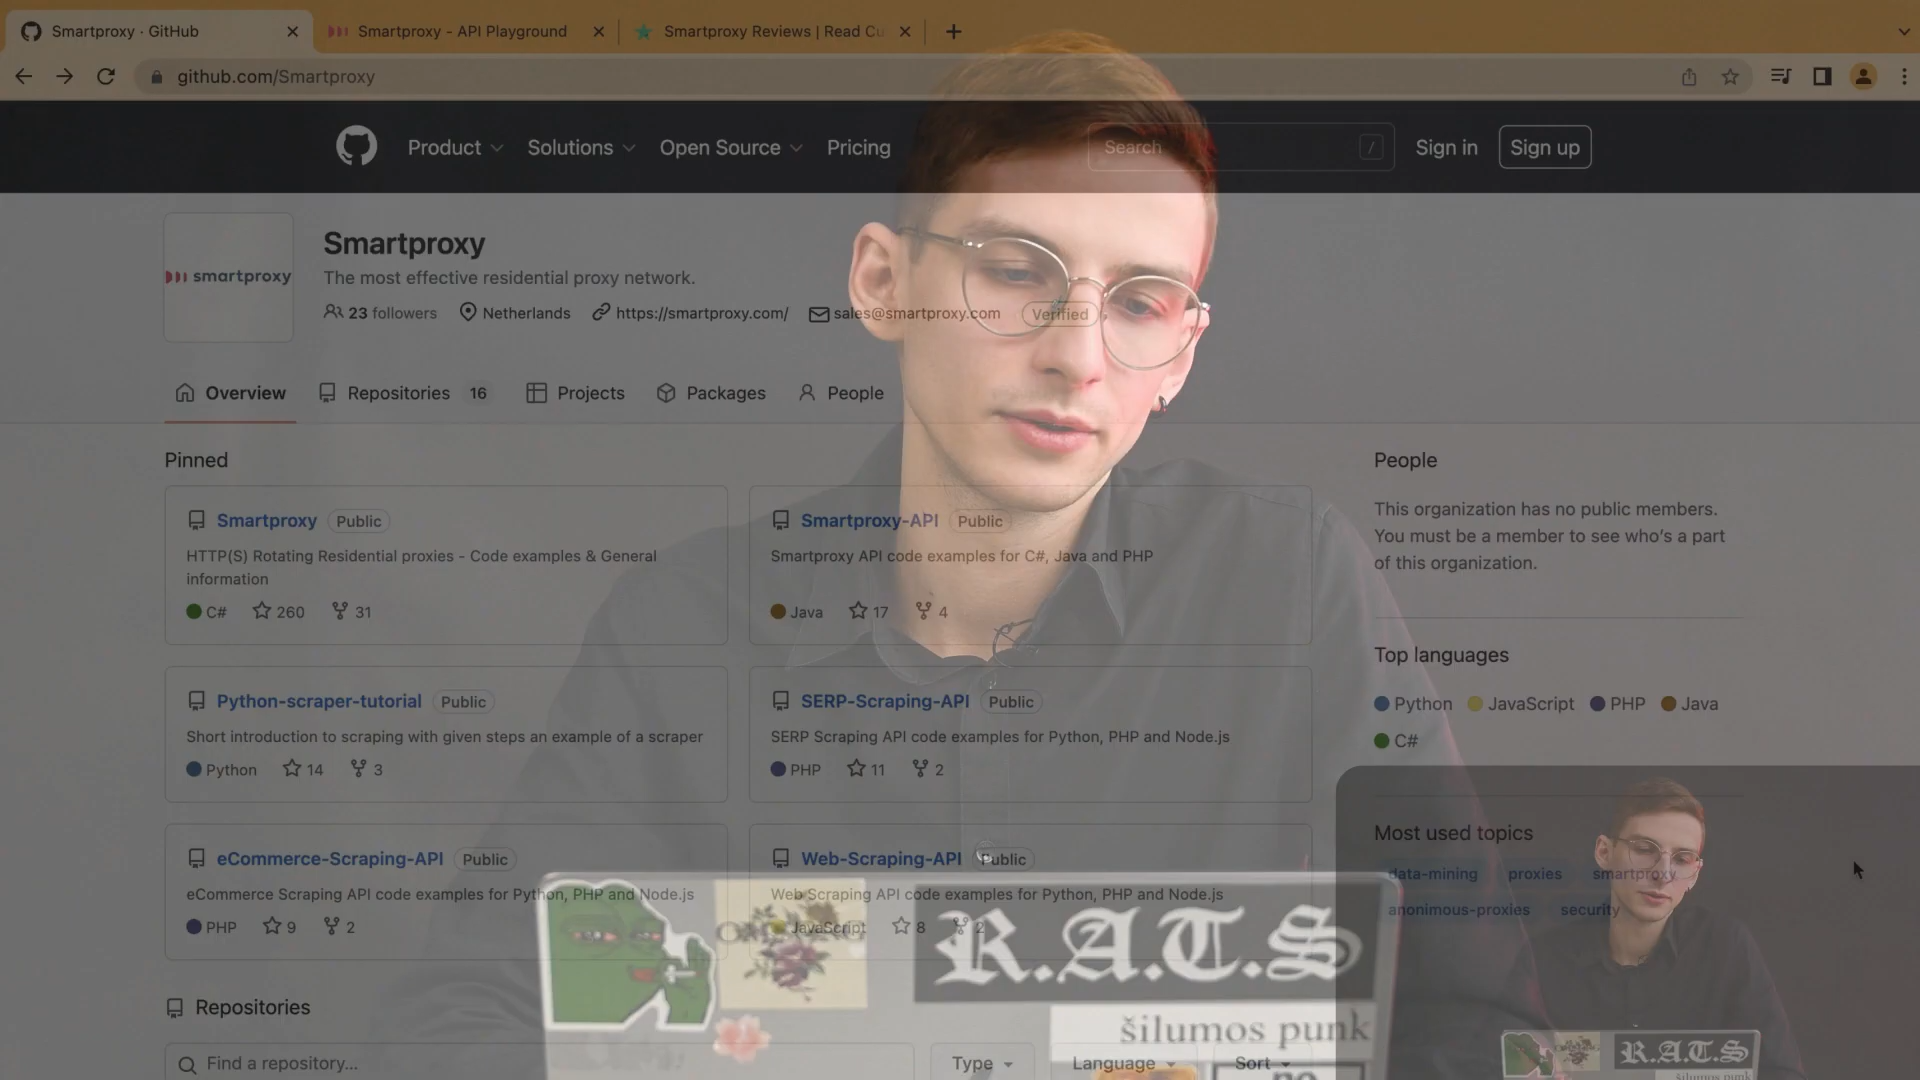 Smartproxy · GitHub
Smartproxy - API Playground
Smartproxy Reviews | Read Cu
github.com/Smartproxy
Product
Solutions
Open Source
Pricing
Search
/
Sign in
Sign up
smartproxy
Smartproxy
The most effective residential proxy network.
23 followers
Netherlands
https://smartproxy.com/
sales@smartproxy.com
Verified
Overview
Repositories 16
Projects
Packages
People
Pinned
Smartproxy Public
HTTP(S) Rotating Residential proxies - Code examples & General
information
C# 260 31
Smartproxy-API Public
Smartproxy API code examples for C#, Java and PHP
Java 17 4
Python-scraper-tutorial Public
Short introduction to scraping with given steps an example of a scraper
Python 14 3
SERP-Scraping-API Public
SERP Scraping API code examples for Python, PHP and Node.js
PHP 11 2
eCommerce-Scraping-API Public
eCommerce Scraping API code examples for Python, PHP and Node.js
PHP 9 2
Web-Scraping-API Public
Web Scraping API code examples for Python, PHP and Node.js
JavaScript 8 2
People
This organization has no public members.
You must be a member to see who's a part
of this organization.
Top languages
Python JavaScript PHP Java
C#
Most used topics
data-mining proxies smartproxy
anonimous-proxies security
Repositories
Find a repository...
Type
Language
Sort
R.A.T.S
šilumos punk
no
R.A.T.S
šilumos punk